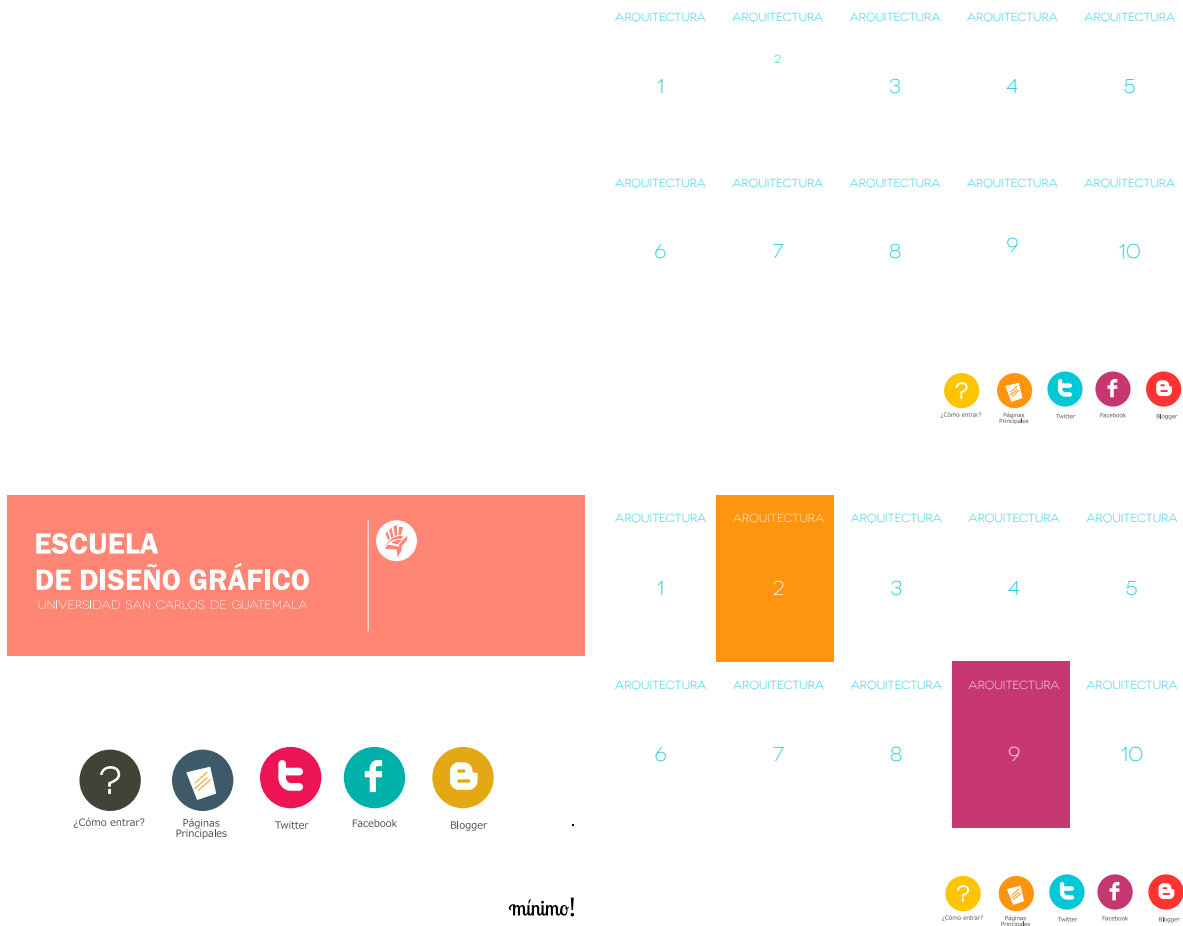 ARQUITECTURA ARQUITECTURA ARQUITECTURA ARQUITECTURA ARQUITECTURA
2
1 3 4 5
ARQUITECTURA ARQUITECTURA ARQUITECTURA ARQUITECTURA ARQUITECTURA
6 7 8 9 10
?
¿Cómo entrar? Páginas Principales Twitter Facebook Blogger
ESCUELA
DE DISEÑO GRÁFICO
UNIVERSIDAD SAN CARLOS DE GUATEMALA
?
¿Cómo entrar? Páginas Principales Twitter Facebook Blogger
mínimo!
ARQUITECTURA ARQUITECTURA ARQUITECTURA ARQUITECTURA ARQUITECTURA
1 2 3 4 5
ARQUITECTURA ARQUITECTURA ARQUITECTURA ARQUITECTURA ARQUITECTURA
6 7 8 9 10
?
¿Cómo entrar? Páginas Principales Twitter Facebook Blogger